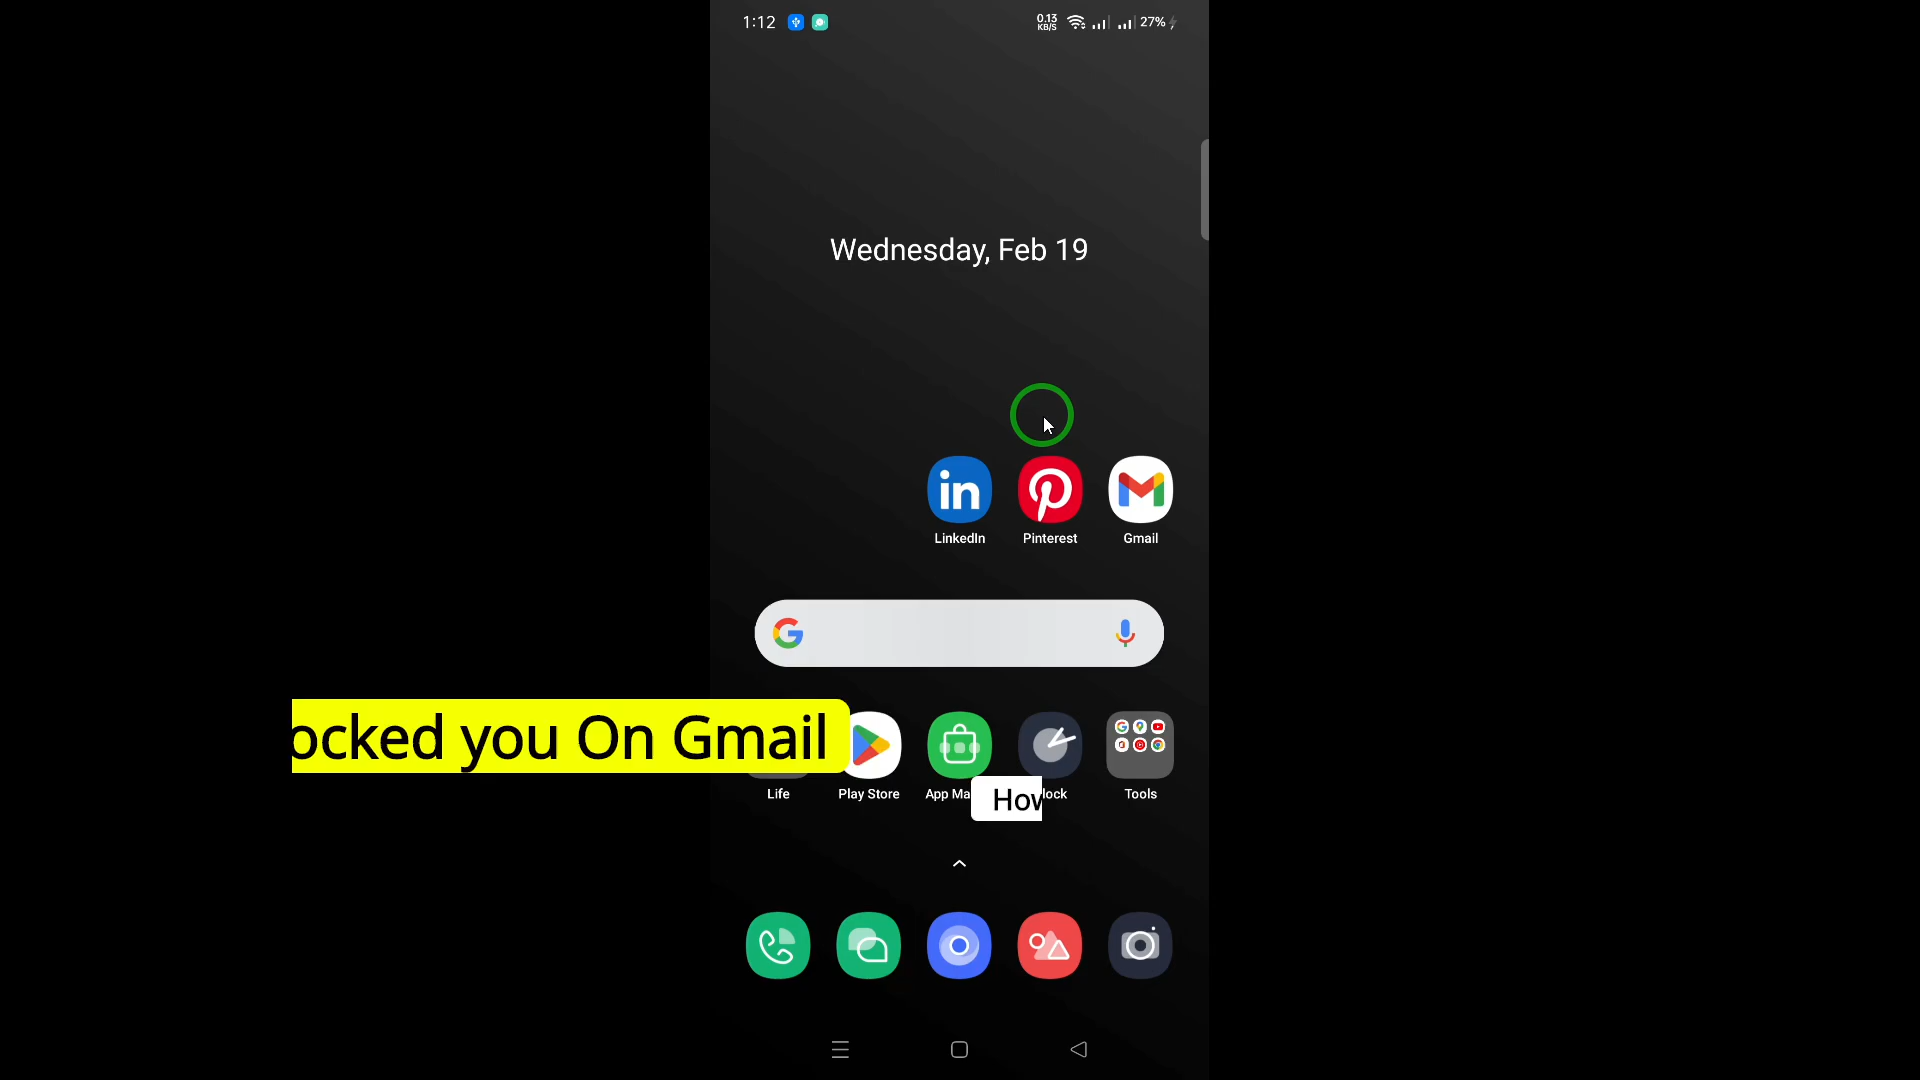 1:12
0.13
KB/S
27%
Wednesday, Feb 19
LinkedIn
Pinterest
Gmail
ocked you On Gmail
Life
Play Store
App Ma
lock
Tools
How